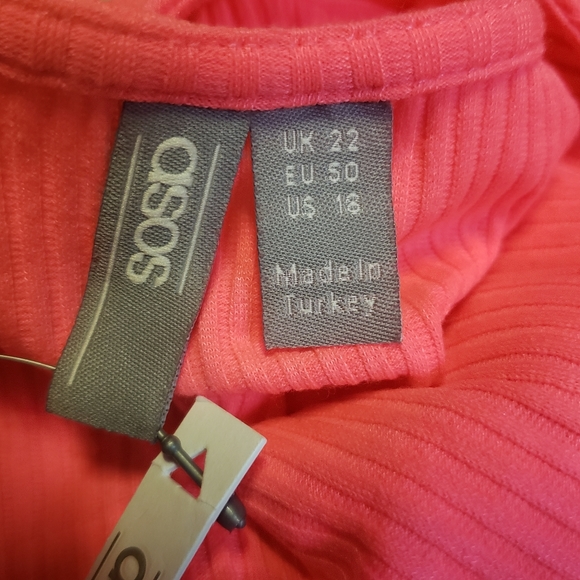 asos
UK 22
EU 50
US 18
Made In
Turkey
a